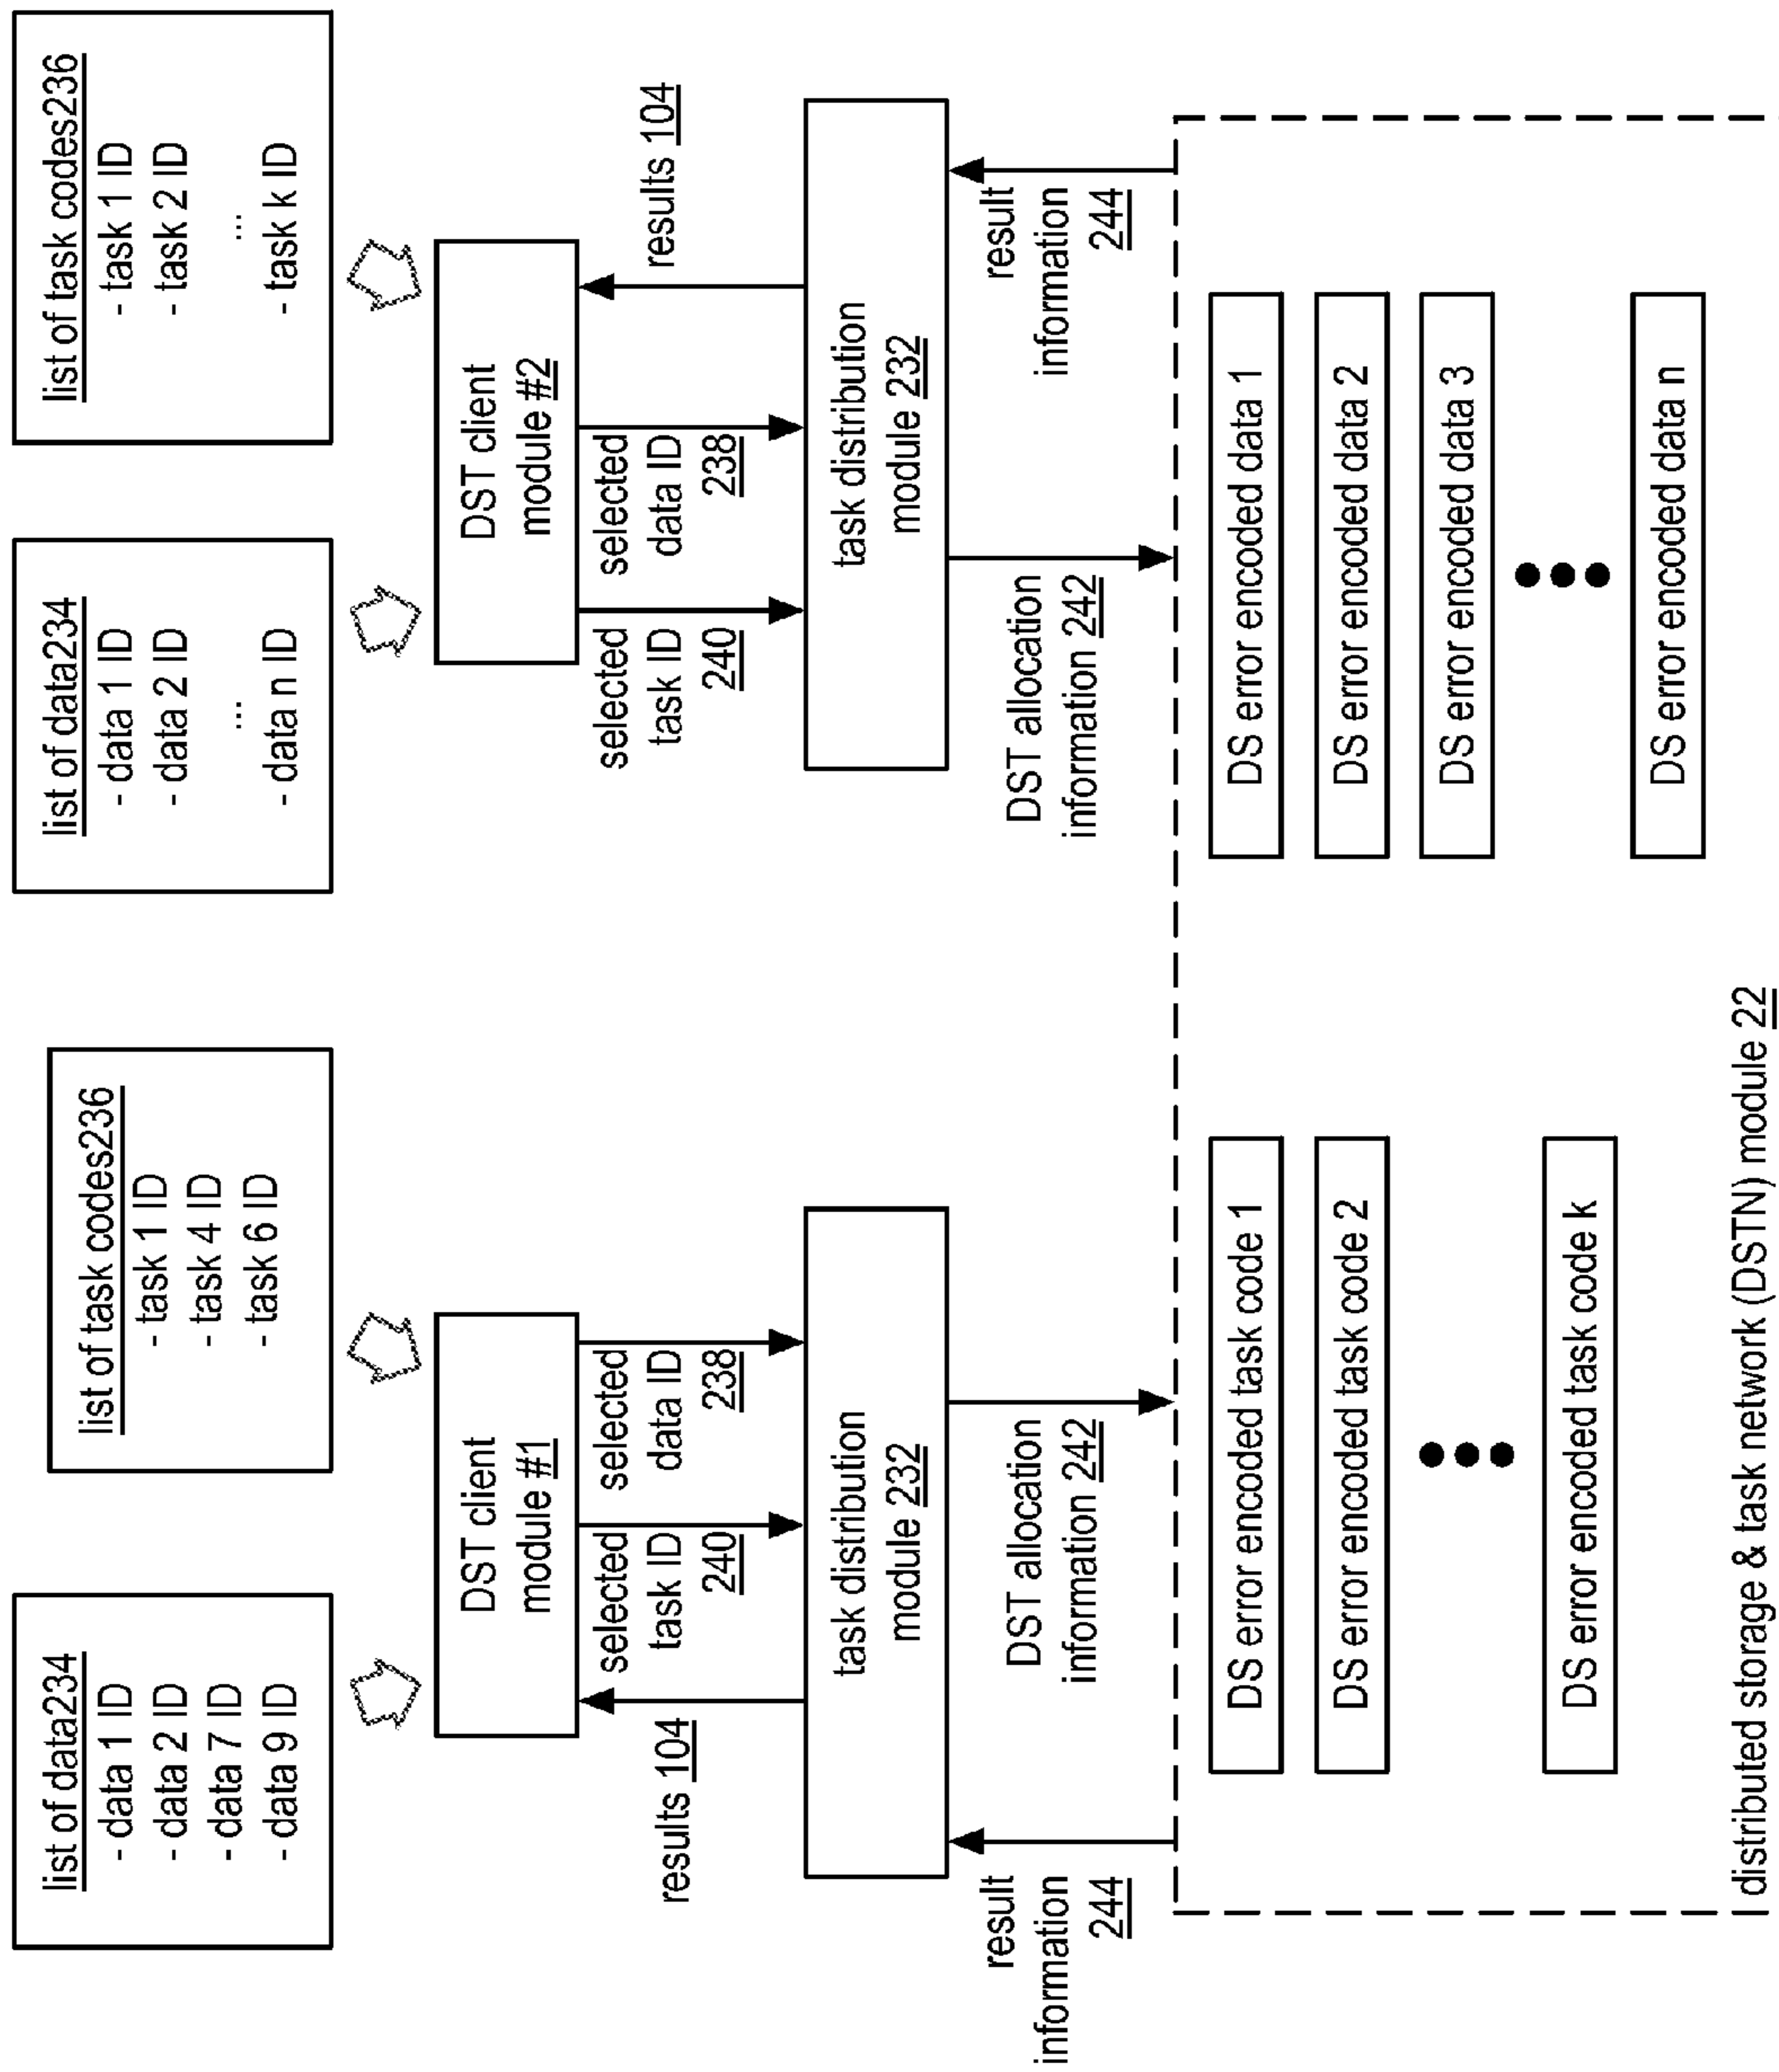 list of data234
- data 1 ID
- data 2 ID
- data 7 ID
- data 9 ID
list of task codes236
- task 1 ID
- task 4 ID
- task 6 ID
DST client
module #1
results 104
selected
task ID
240
selected
data ID
238
task distribution
module 232
result
information
244
DST allocation
information 242
list of data234
- data 1 ID
- data 2 ID
...
- data n ID
list of task codes236
- task 1 ID
- task 2 ID
...
- task k ID
DST client
module #2
selected
task ID
240
selected
data ID
238
results 104
task distribution
module 232
DST allocation
information 242
result
information
244
DS error encoded task code 1
DS error encoded task code 2
DS error encoded task code k
DS error encoded data 1
DS error encoded data 2
DS error encoded data 3
DS error encoded data n
distributed storage & task network (DSTN) module 22